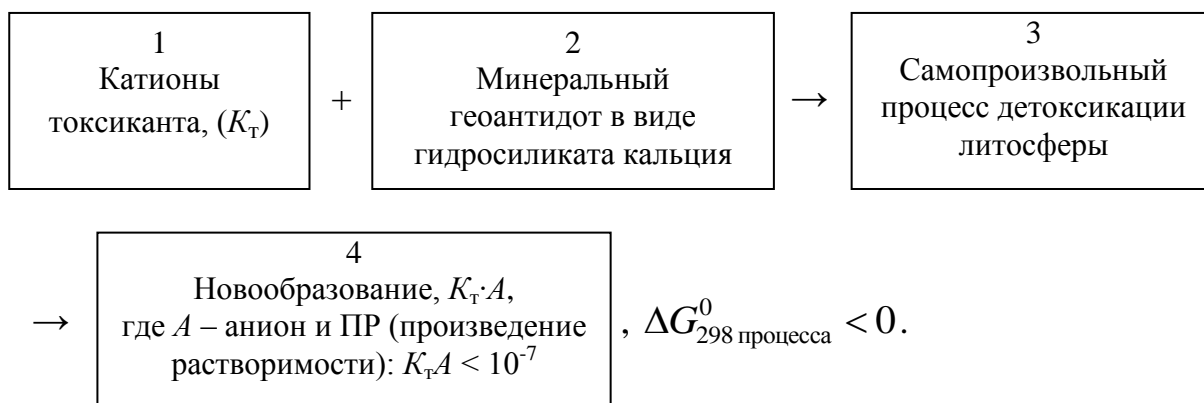 1
Катионы
токсиканта, (Kт)
+
2
Минеральный
геоантидот в виде
гидросиликата кальция
→
3
Самопроизвольный
процесс детоксикации
литосферы
→
4
Новообразование, Kт·A,
где A – анион и ПР (произведение
растворимости): KтA < 10⁻⁷
, ΔG⁰₂₉₈ процесса < 0.